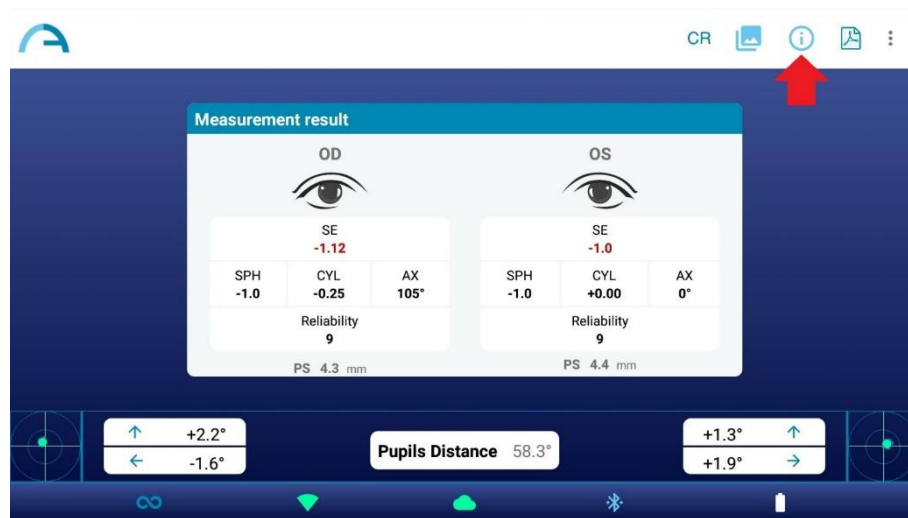 CR
Measurement result
OD
OS
SE
-1.12
SE
-1.0
SPH
-1.0
CYL
-0.25
AX
105°
SPH
-1.0
CYL
+0.00
AX
0°
Reliability
9
Reliability
9
PS 4.3 mm
PS 4.4 mm
↑ +2.2°
← -1.6°
Pupils Distance 58.3°
+1.3° ↑
+1.9° →